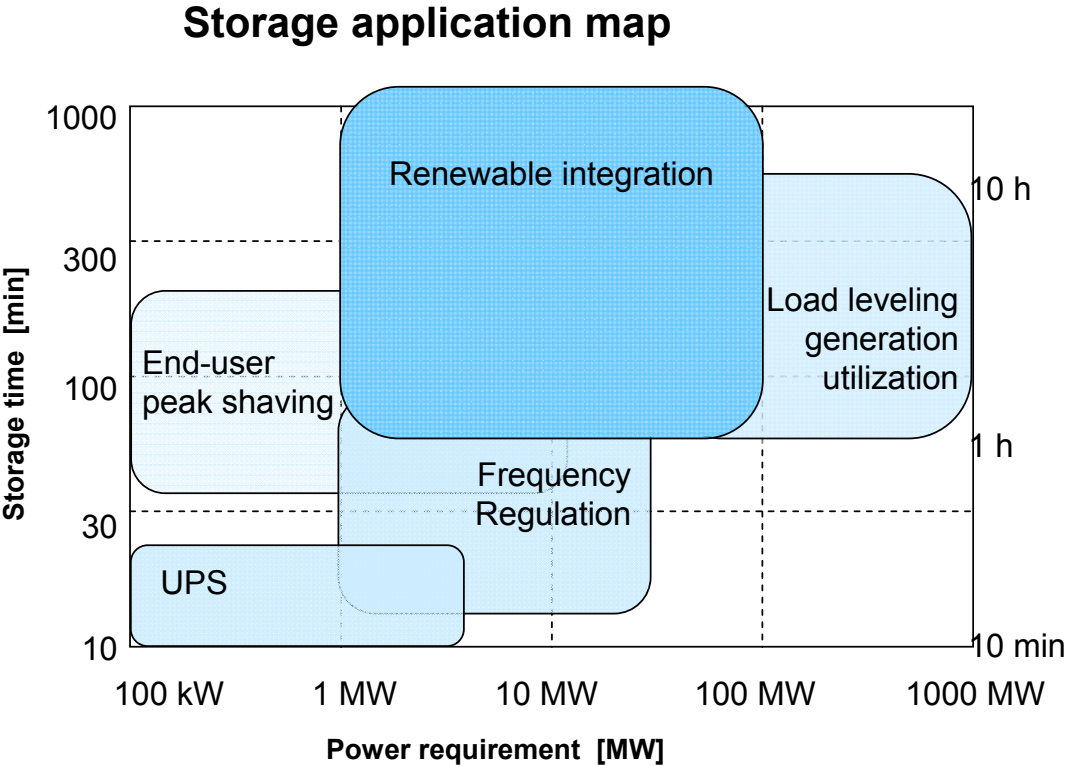 Storage application map
1000
Renewable integration
10 h
300
Storage time [min]
Load leveling
generation
utilization
End-user
peak shaving
100
1 h
Frequency
Regulation
30
UPS
10
10 min
100 kW
1 MW
10 MW
100 MW
1000 MW
Power requirement [MW]